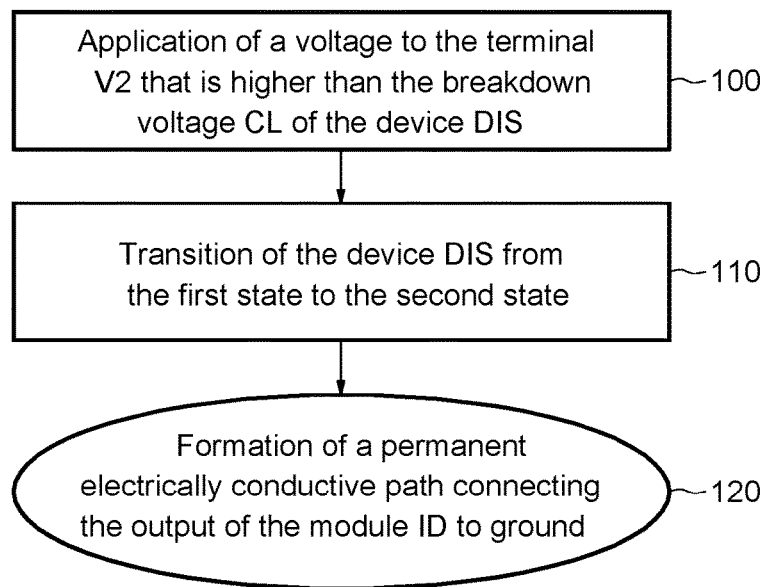 Application of a voltage to the terminal
V2 that is higher than the breakdown
voltage CL of the device DIS
100
Transition of the device DIS from
the first state to the second state
110
Formation of a permanent
electrically conductive path connecting
the output of the module ID to ground
120